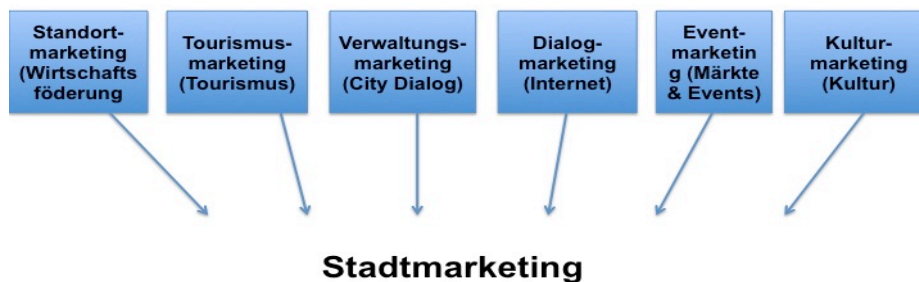 Standort-
marketing
(Wirtschafts
föderung
Tourismus-
marketing
(Tourismus)
Verwaltungs-
marketing
(City Dialog)
Dialog-
marketing
(Internet)
Event-
marketin
g (Märkte
& Events)
Kultur-
marketing
(Kultur)
Stadtmarketing